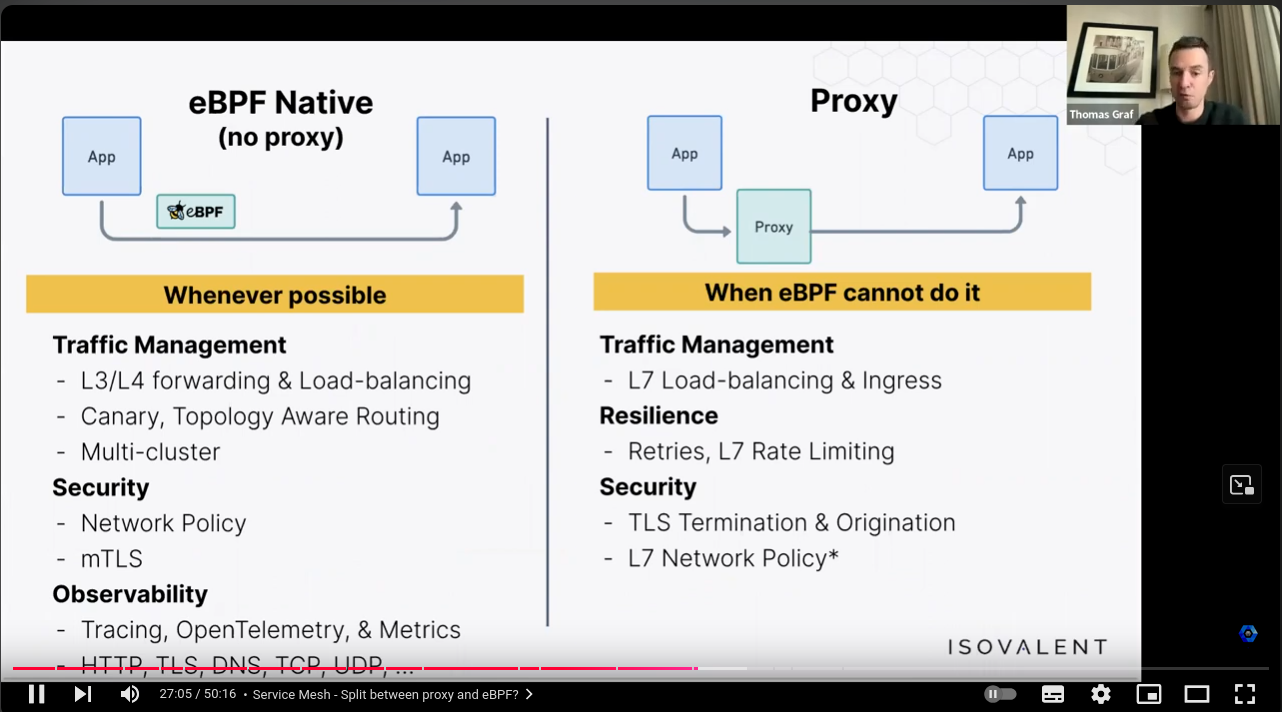 eBPF Native
(no proxy)
App
App
eBPF
Whenever possible
Traffic Management
- L3/L4 forwarding & Load-balancing
- Canary, Topology Aware Routing
- Multi-cluster
Security
- Network Policy
- mTLS
Observability
- Tracing, OpenTelemetry, & Metrics
- HTTP, TLS, DNS, TCP, UDP, ...
Proxy
App
App
Proxy
When eBPF cannot do it
Traffic Management
- L7 Load-balancing & Ingress
Resilience
- Retries, L7 Rate Limiting
Security
- TLS Termination & Origination
- L7 Network Policy*
ISOVALENT
Thomas Graf
27:05 / 50:16 • Service Mesh - Split between proxy and eBPF?